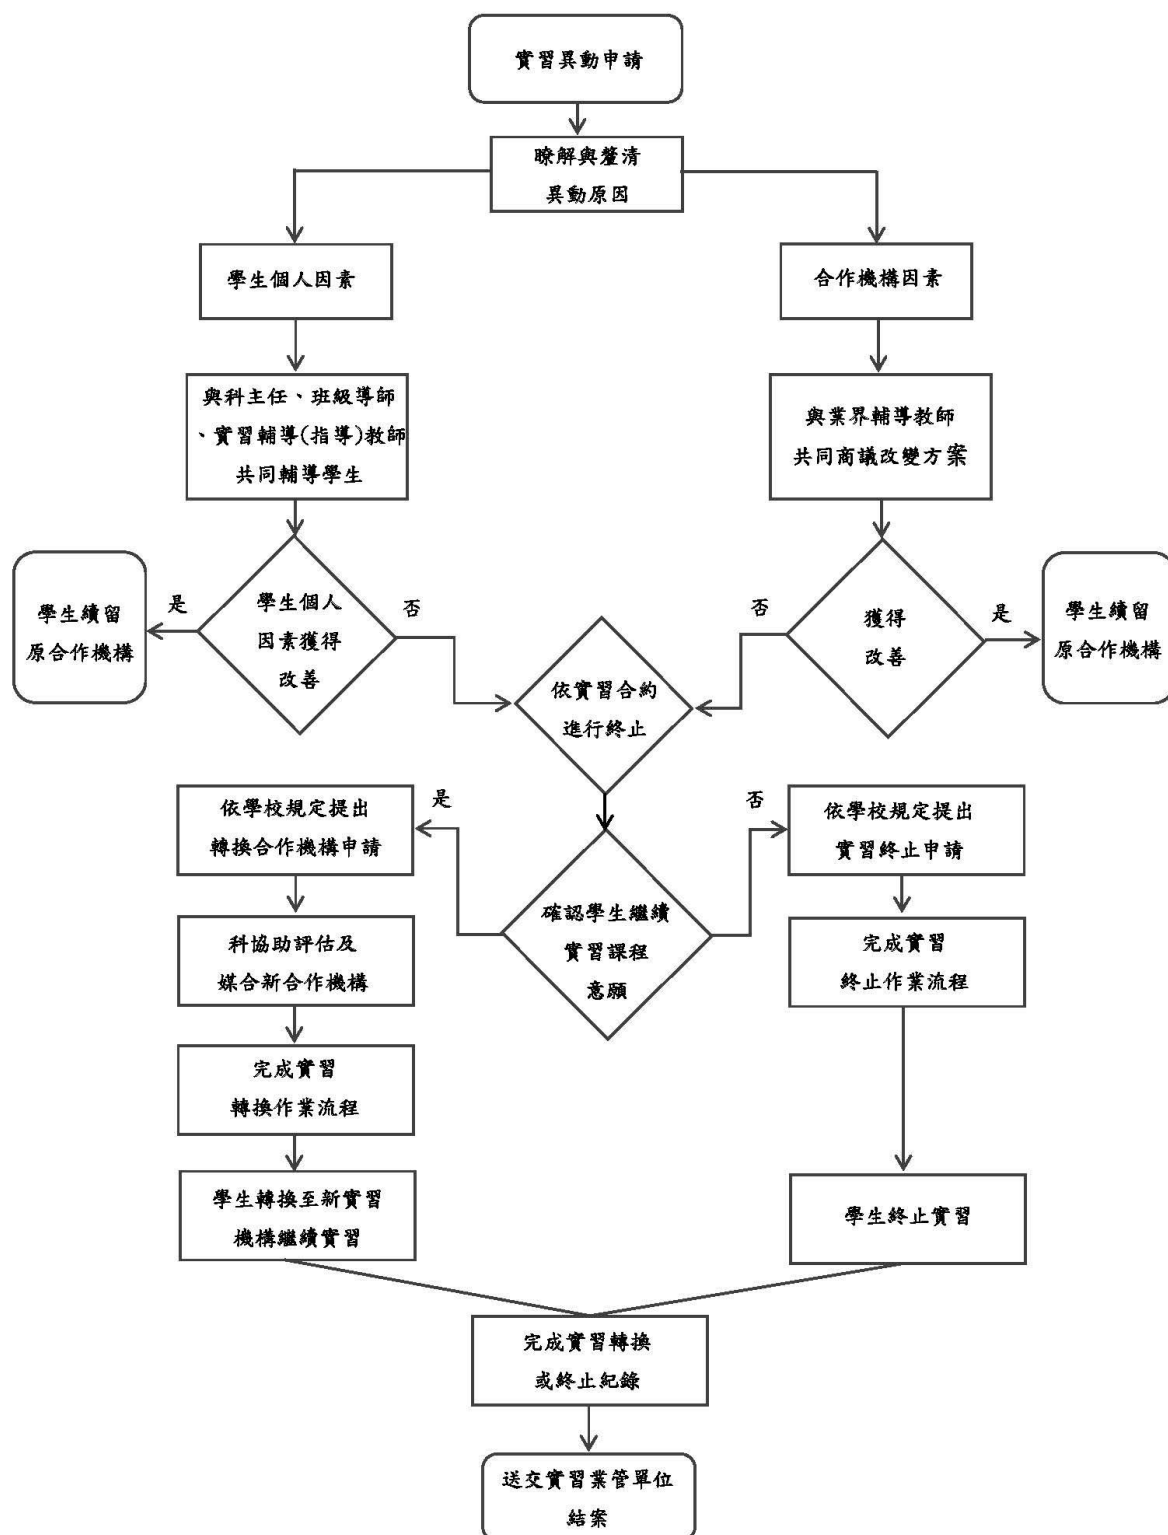 實習異動申請
瞭解與釐清
異動原因
學生個人因素
合作機構因素
與科主任、班級導師
、實習輔導(指導)教師
共同輔導學生
與業界輔導教師
共同商議改變方案
學生續留
原合作機構
是
學生個人
因素獲得
改善
否
依實習合約
進行終止
否
獲得
改善
是
學生續留
原合作機構
依學校規定提出
轉換合作機構申請
是
確認學生繼續
實習課程
意願
否
依學校規定提出
實習終止申請
科協助評估及
媒合新合作機構
完成實習
終止作業流程
完成實習
轉換作業流程
學生轉換至新實習
機構繼續實習
學生終止實習
完成實習轉換
或終止紀錄
送交實習業管單位
結案